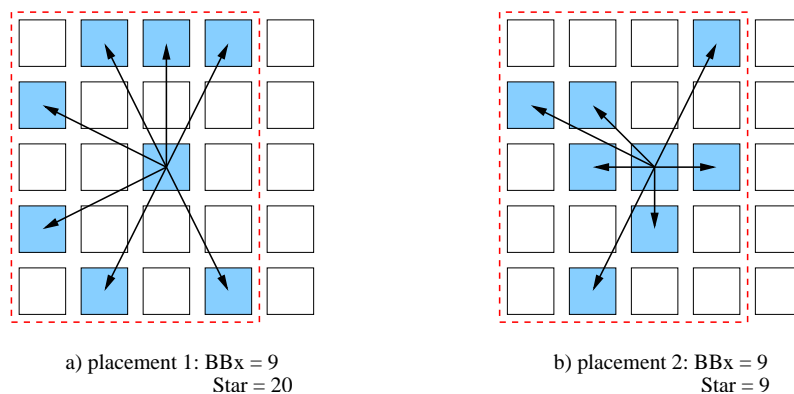 a) placement 1: BBx = 9
Star = 20
b) placement 2: BBx = 9
Star = 9